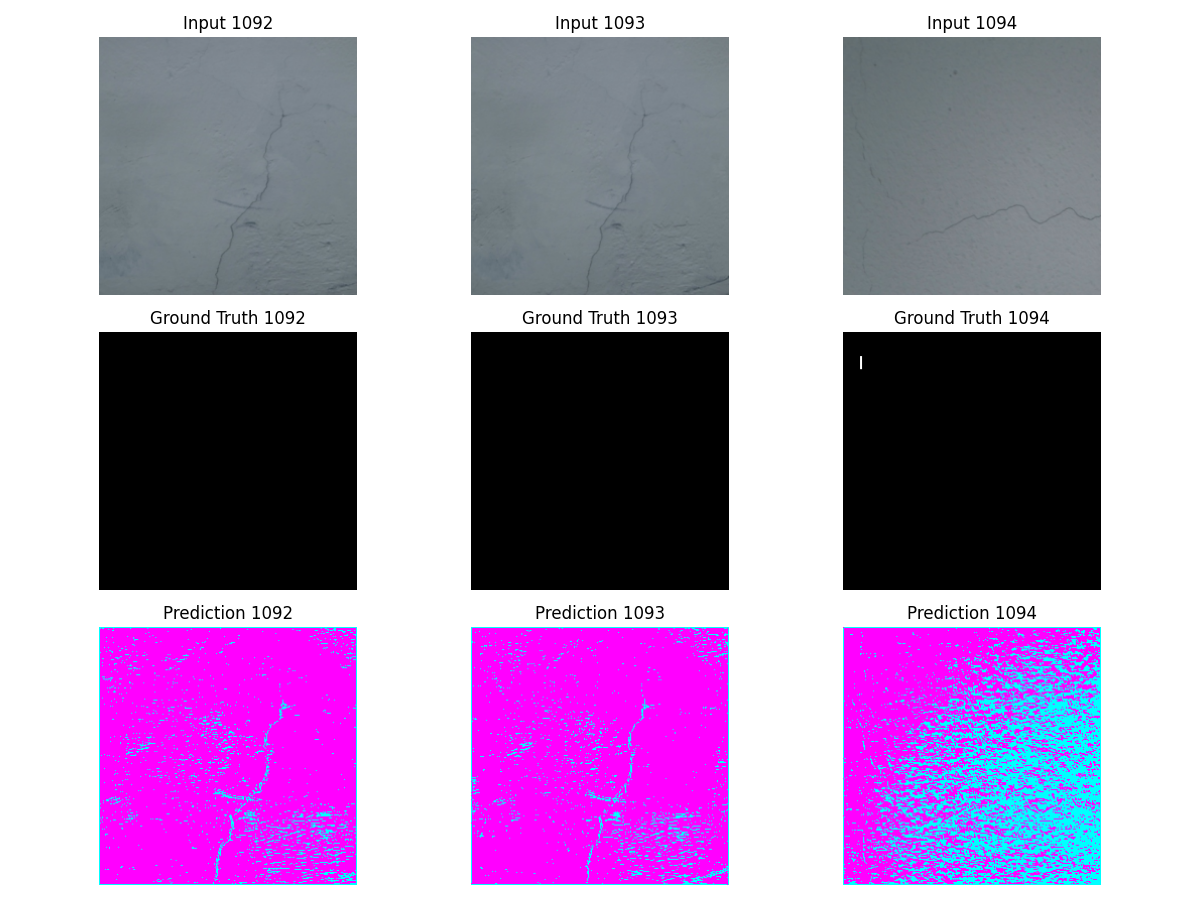 Input 1092
Input 1093
Input 1094
Ground Truth 1092
Ground Truth 1093
Ground Truth 1094
Prediction 1092
Prediction 1093
Prediction 1094